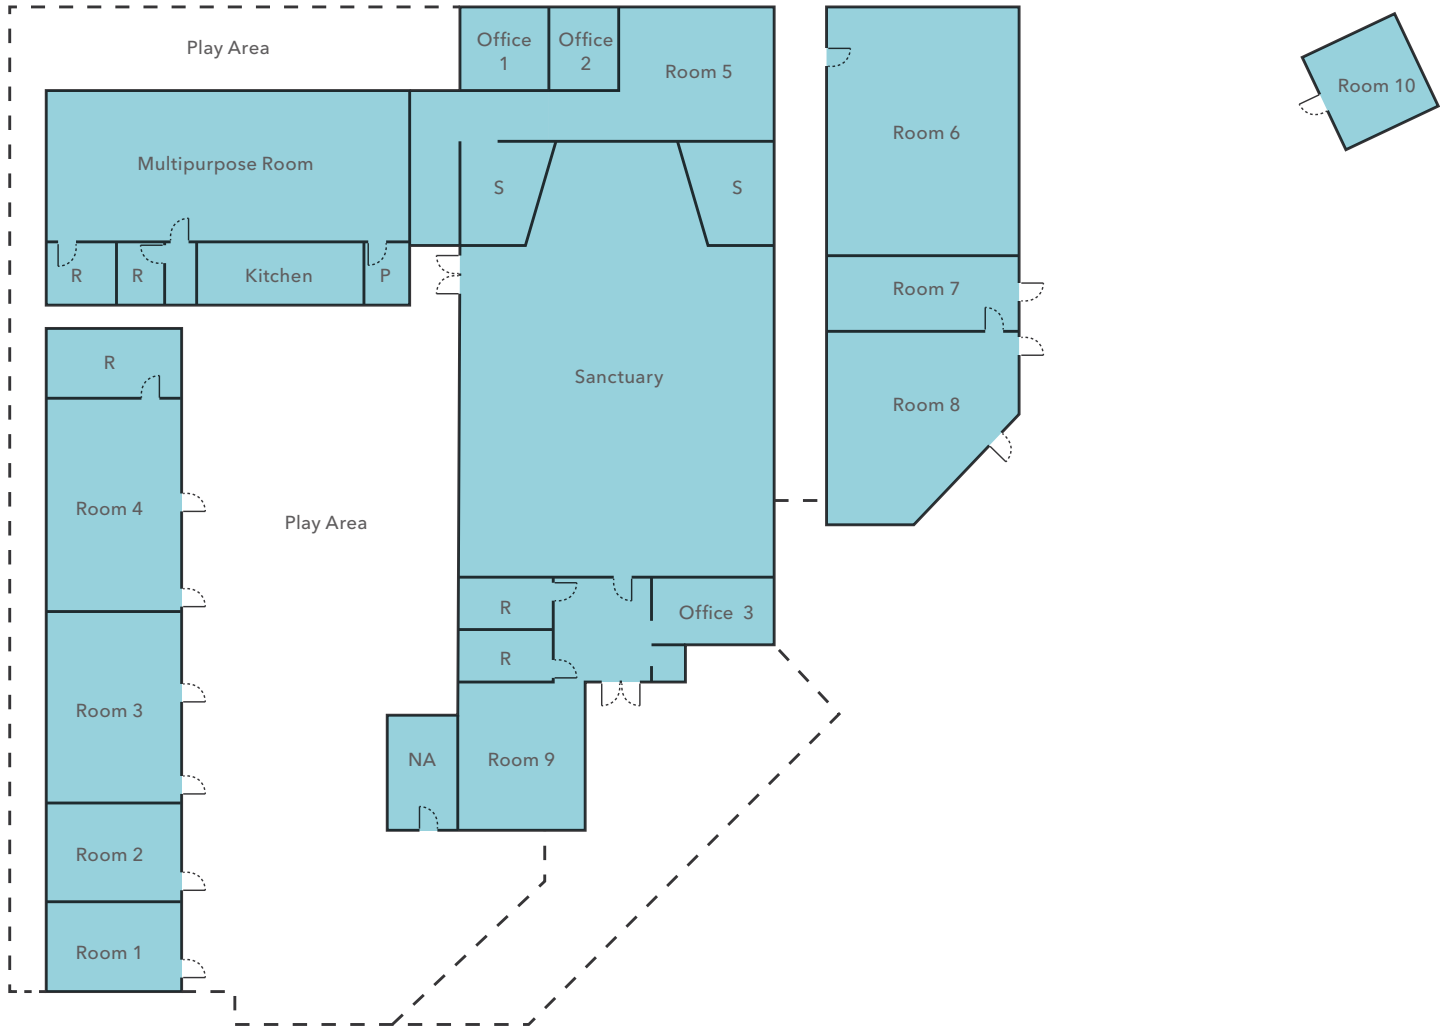 Play Area
Office
1
Office
2
Room 5
Room 6
Room 10
Multipurpose Room
S
S
R
R
Kitchen
P
Room 7
R
Sanctuary
Room 8
Room 4
Play Area
R
Office 3
R
Room 3
NA
Room 9
Room 2
Room 1